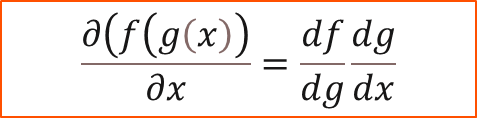 ∂(f(g(x))/∂x = df/dg dg/dx